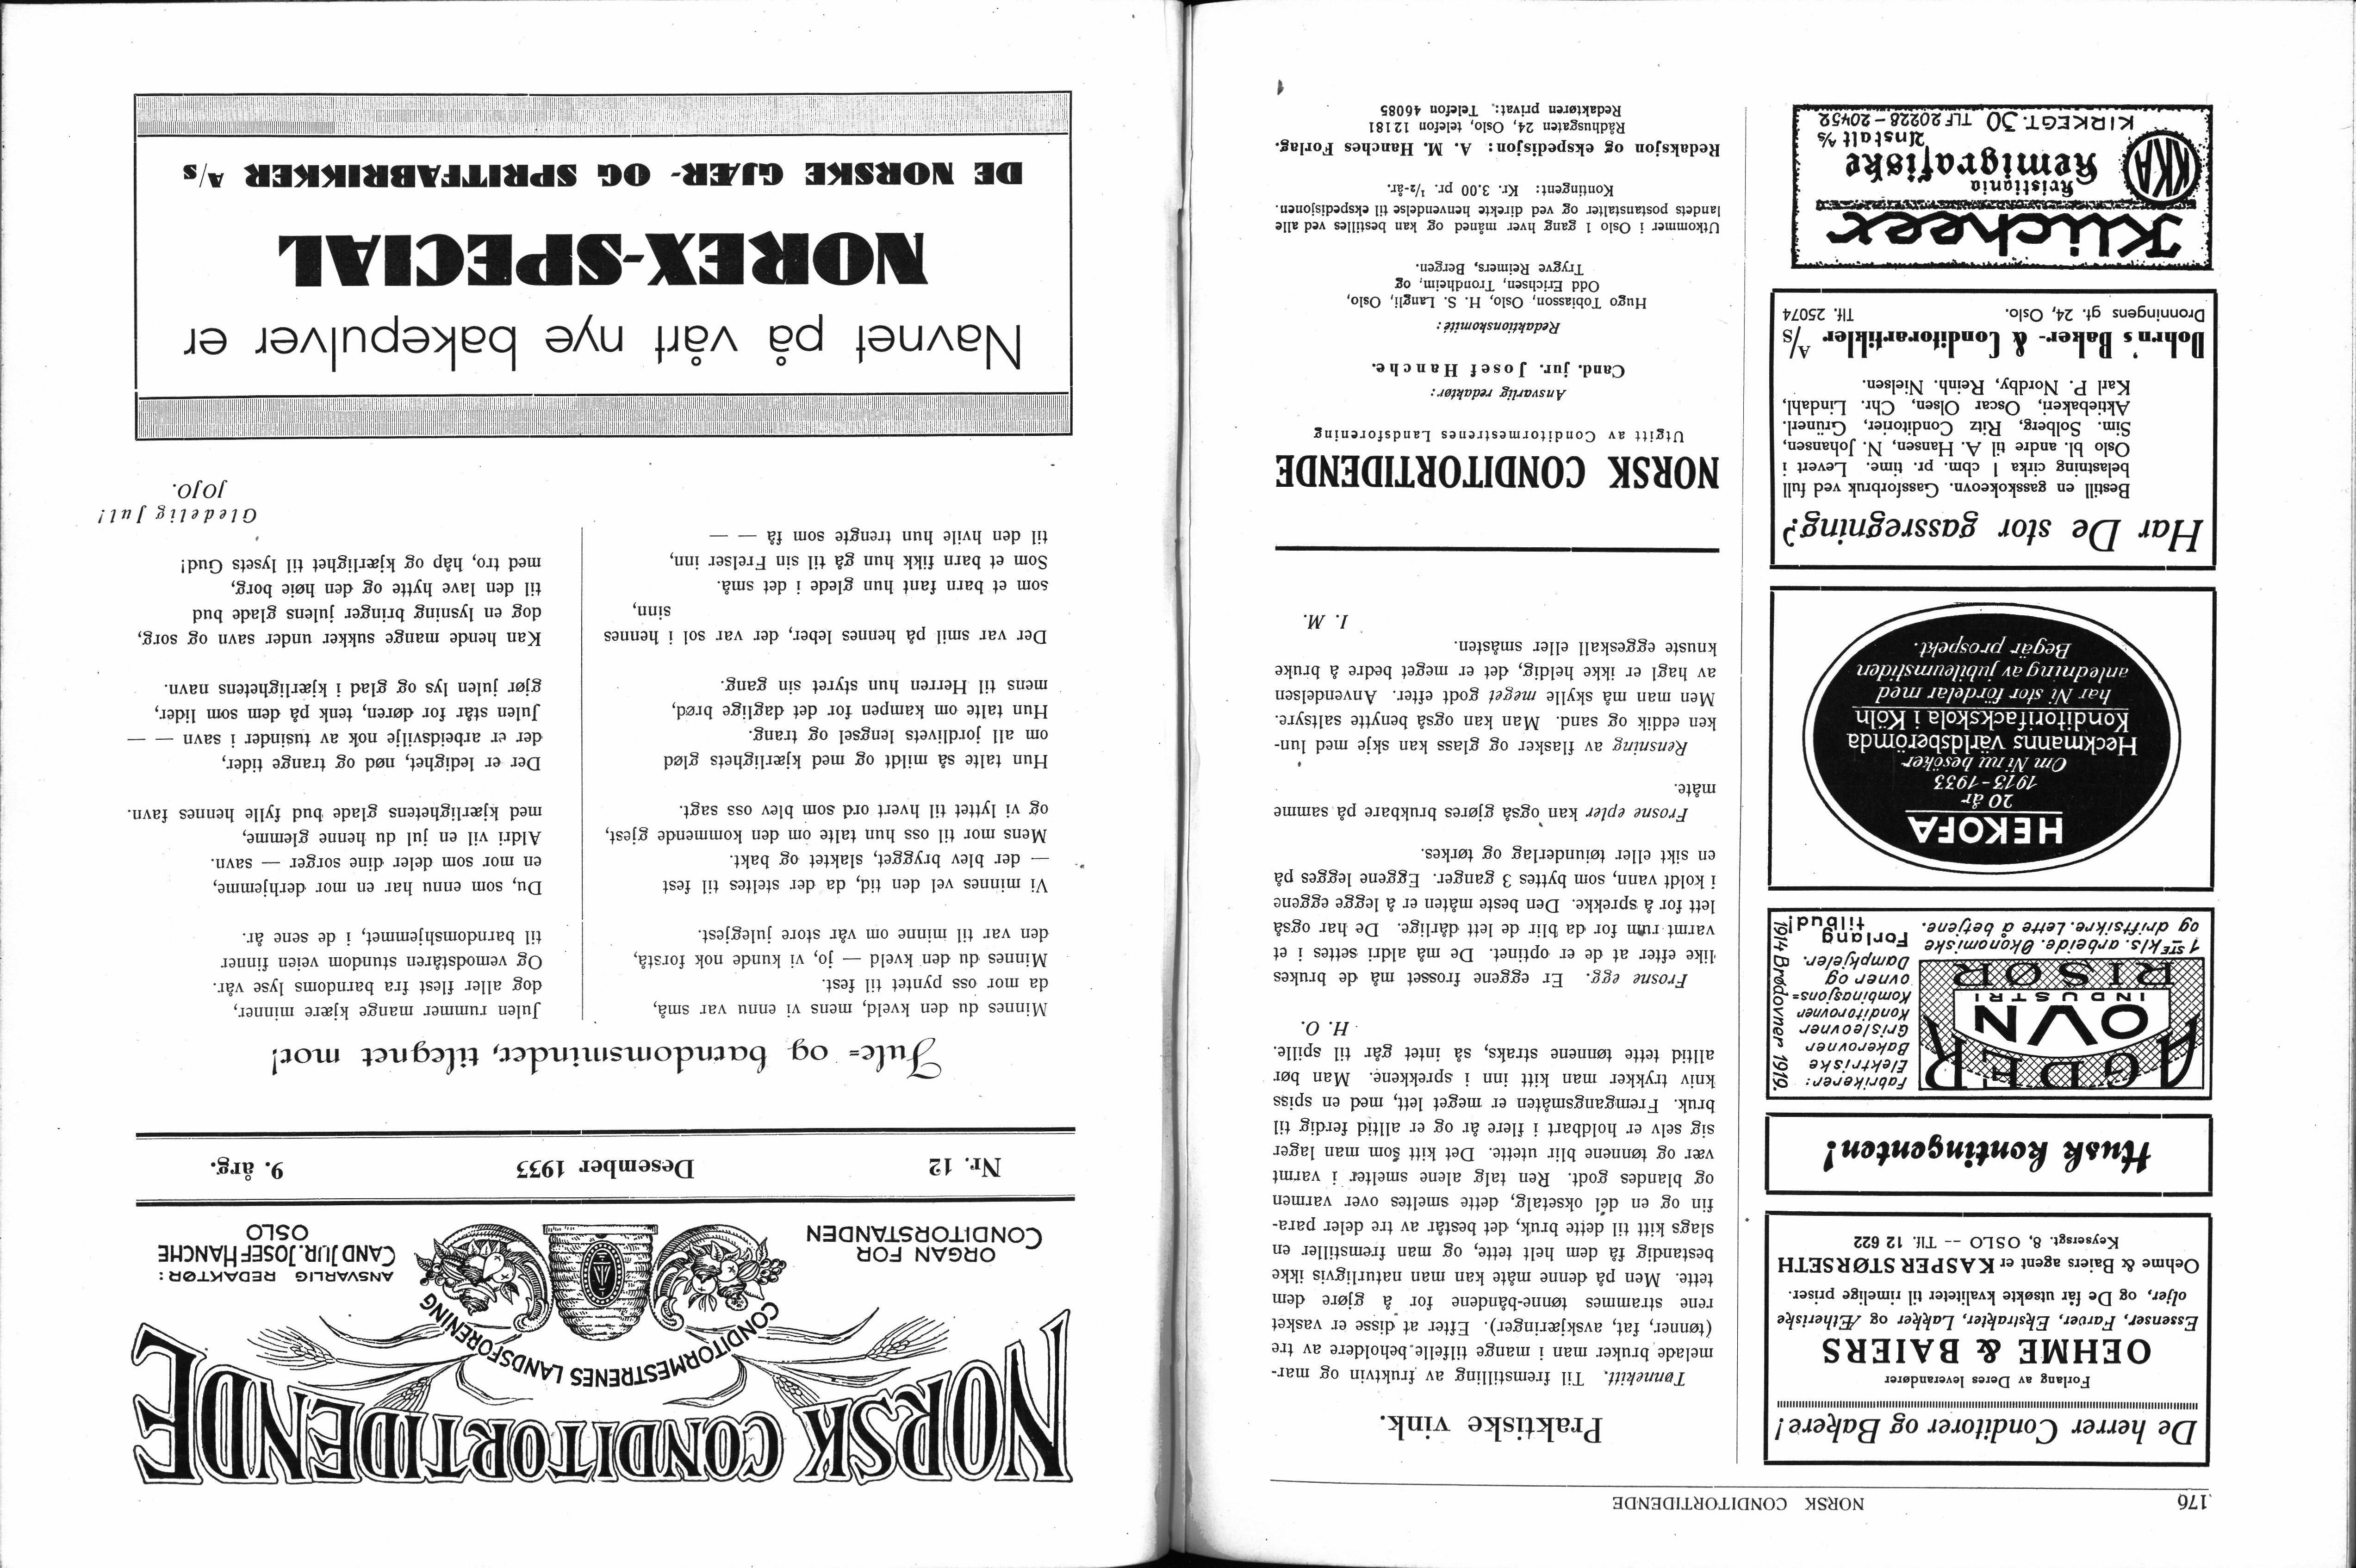 176
NORSK CONDITORTIDENDE
De herrer Conditorer og Bakere!
Forlang av Deres leverandører
OEHME & BAIERS
Essenser, Farver, Ekstrakter, Lakker og Ætheriske
oljer, og De får utsøkte kvaliteter til rimelige priser.
Oehme & Baiers agent er KASPER STØRSETH
Keysersgt. 8, OSLO -- Tlf. 12 622
Husk kontingenten!
AGDER
OVN
INDUSTRI
RISØR
Fabrikerer:
Elektriske
Bakerovner
Grisleovner
Konditorovner
Kombinasjons=
ovner og
Dampkjeler.
Forlang
tilbud!
1914 Brødovner 1919.
1STE kls. arbeide. Økonomiske
og driftsikre. Lette å betjene.
HEKOFA
20 år
1913-1933
Om Ni nu besöker
Heckmanns världsberömda
Konditorifackskola i Köln
har Ni stor fördelar med
anledning av jubileumstiden
Begär prospekt.
Har De stor gassregning?
Bestill en gasskokeovn. Gassforbruk ved full
belastning cirka 1 cbm. pr. time. Levert i
Oslo bl. andre til A. Hansen, N. Johansen,
Sim. Solberg, Ritz Conditorier, Grünerl.
Aktiebakeri, Oscar Olsen, Chr. Lindahl,
Karl P. Nordby, Reinh. Nielsen.
Dohrn's Baker- & Conditorartikler A/s
Dronningens gt. 24, Oslo. Tlf. 25074
Klicheer
KKA
Kristiania
Kemigrafiske
Anstalt A/s
KIRKEGT. 30 TLF 20228-20452
Praktiske vink.
Tønnekitt. Til fremstilling av fruktvin og mar-
melade bruker man i mange tilfelle beholdere av tre
(tønner, fat, avskjæringer). Efter at disse er vasket
rene strammes tønne-båndene for å gjøre dem
tette. Men på denne måte kan man naturligvis ikke
bestandig få dem helt tette, og man fremstiller en
slags kitt til dette bruk, det består av tre deler para-
fin og en del oksetalg, dette smeltes over varmen
og blandes godt. Ren talg alene smelter i varmt
vær og tønnene blir utette. Det kitt som man lager
sig selv er holdbart i flere år og er alltid ferdig til
bruk. Fremgangsmåten er meget lett, med en spiss
kniv trykker man kitt inn i sprekkene. Man bør
alltid tette tønnene straks, så intet går til spille.
H. O.
Frosne egg. Er eggene frosset må de brukes
like efter at de er optinet. De må aldri settes i et
varmt rum for da blir de lett dårlige. De har også
lett for å sprekke. Den beste måten er å legge eggene
i koldt vann, som byttes 3 ganger. Eggene legges på
en sikt eller tøiunderlag og tørkes.
Frosne epler kan også gjøres brukbare på samme
måte.
Rensning av flasker og glass kan skje med lun-
ken eddik og sand. Man kan også benytte saltsyre.
Men man må skylle meget godt efter. Anvendelsen
av hagl er ikke heldig, det er meget bedre å bruke
knuste eggeskall eller småsten.
I. M.
NORSK CONDITORTIDENDE
Utgitt av Conditormestrenes Landsforening
Ansvarlig redaktør:
Cand. jur. Josef Hanche.
Redaktionskomité:
Hugo Tobiasson, Oslo, H. S. Langli, Oslo,
Odd Erichsen, Trondheim, og
Trygve Reimers, Bergen.
Utkommer i Oslo 1 gang hver måned og kan bestilles ved alle
landets postanstalter og ved direkte henvendelse til ekspedisjonen.
Kontingent: Kr. 3.00 pr. 1/2-år.
Redaksjon og ekspedisjon: A. M. Hanches Forlag.
Rådhusgaten 24, Oslo, telefon 12181
Redaktøren privat: Telefon 46085
NORSK CONDITORTIDENDE
CONDITORMESTRENES LANDSFORENING
ORGAN FOR
CONDITORSTANDEN
ANSVARLIG REDAKTØR:
CAND JUR. JOSEF HANCHE
OSLO
Nr. 12 Desember 1933 9. årg.
Jule= og barndomsminder, tilegnet mor!
Minnes du den kveld, mens vi ennu var små,
da mor oss pyntet til fest.
Minnes du den kveld — jo, vi kunde nok forstå,
den var til minne om vår store julegjest.
Vi minnes vel den tid, da der steltes til fest
— der blev brygget, slaktet og bakt.
Mens mor til oss hun talte om den kommende gjest,
og vi lyttet til hvert ord som blev oss sagt.
Hun talte så mildt og med kjærlighets glød
om all jordlivets lengsel og trang.
Hun talte om kampen for det daglige brød,
mens til Herren hun styret sin gang.
Der var smil på hennes leber, der var sol i hennes
sinn,
som et barn fant hun glede i det små.
Som et barn fikk hun gå til sin Frelser inn,
til den hvile hun trengte som få — —
Julen rummer mange kjære minner,
dog aller flest fra barndoms lyse vår.
Og vemodståren stundom veien finner
til barndomshjemmet, i de sene år.
Du, som ennu har en mor derhjemme,
en mor som deler dine sorger — savn.
Aldri vil en jul du henne glemme,
med kjærlighetens glade bud fylle hennes favn.
Der er ledighet, nød og trange tider,
der er arbeidsvilje nok av tusinder i savn — —
Julen står for døren, tenk på dem som lider,
gjør julen lys og glad i kjærlighetens navn.
Kan hende mange sukker under savn og sorg,
dog en lysning bringer julens glade bud
til den lave hytte og den høie borg,
med tro, håp og kjærlighet til lysets Gud!
Gledelig Jul!
JOJO.
Navnet på vårt nye bakepulver er
NOREX-SPECIAL
DE NORSKE GJÆR- OG SPRITFABRIKKER A/s